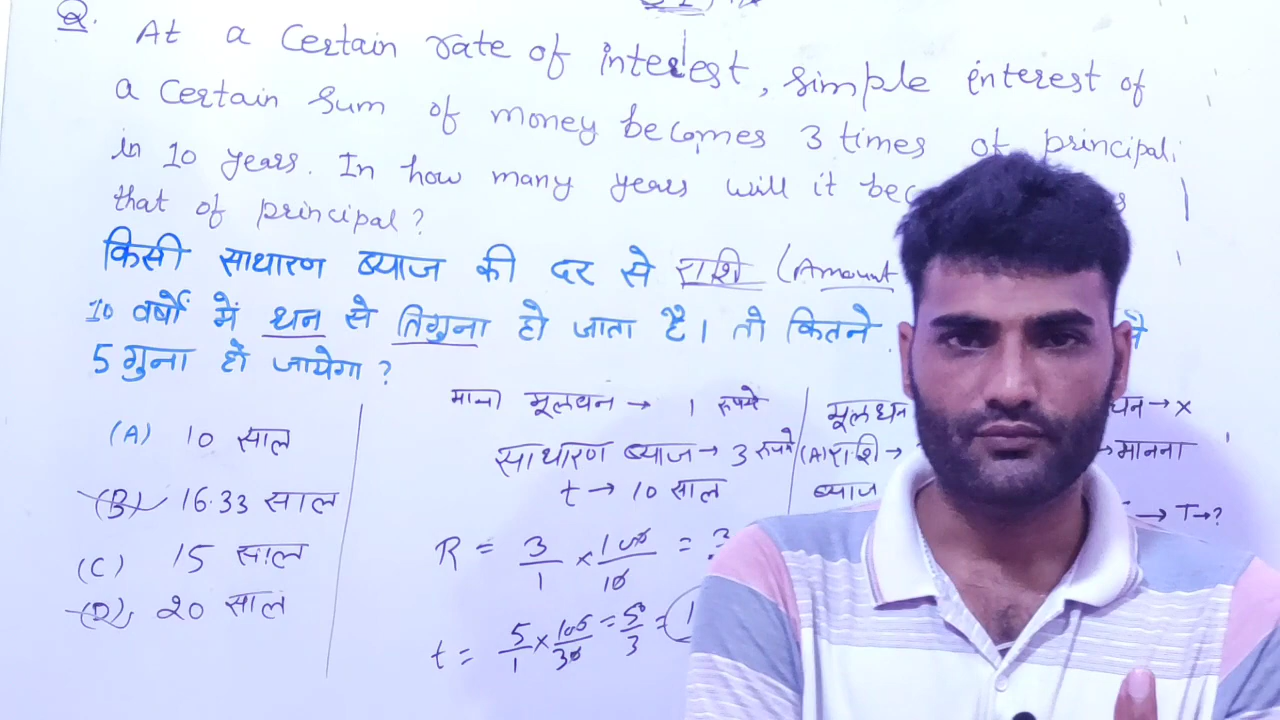 Q. At a Certain rate of interest, simple interest of
a Certain sum of money becomes 3 times of principal
in 10 years. In how many years will it
that of principal?
किसी साधारण ब्याज की दर से राशि (Amount
10 वर्षों में धन से तिगुना हो जाता है। तो कितने
5 गुना हो जायेगा?
माना मूलधन → 1 रूपये
मूलधन
→ x
(A) 10 साल
साधारण ब्याज → 3 रूपये
(A) राशि →
→ मानना
(B) 16.33 साल
t → 10 साल
ब्याज
→ T→?
(C) 15 साल
R = 3/1 × 100/10 =
(D) 20 साल
t = 5/1 × 100/30 = 50/3 =